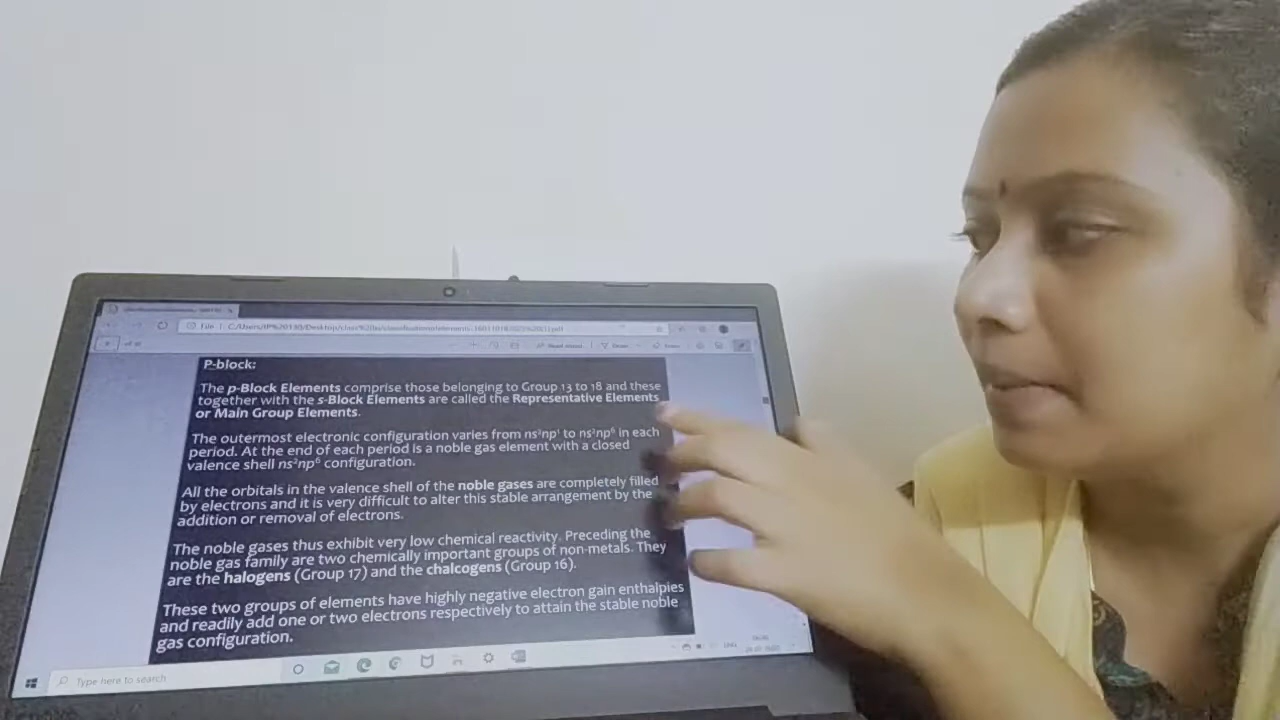 File
P-block:
The p-Block Elements comprise those belonging to Group 13 to 18 and these
together with the s-Block Elements are called the Representative Elements
or Main Group Elements.
The outermost electronic configuration varies from ns²np¹ to ns²np⁶ in each
period. At the end of each period is a noble gas element with a closed
valence shell ns²np⁶ configuration.
All the orbitals in the valence shell of the noble gases are completely filled
by electrons and it is very difficult to alter this stable arrangement by the
addition or removal of electrons.
The noble gases thus exhibit very low chemical reactivity. Preceding the
noble gas family are two chemically important groups of non-metals. They
are the halogens (Group 17) and the chalcogens (Group 16).
These two groups of elements have highly negative electron gain enthalpies
and readily add one or two electrons respectively to attain the stable noble
gas configuration.
Type here to search